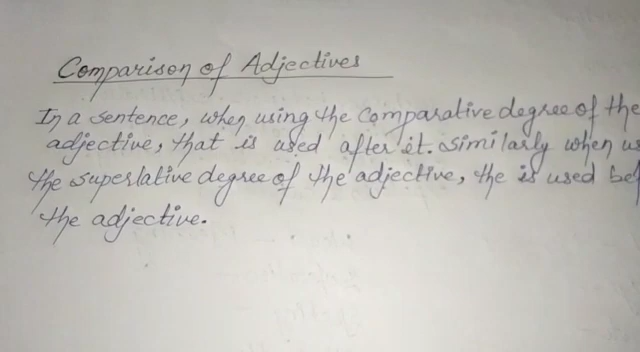 Comparison of Adjectives
In a sentence, when using the comparative degree of the
adjective, that is used after it. Similarly when us
the superlative degree of the adjective, the is used bef
the adjective.